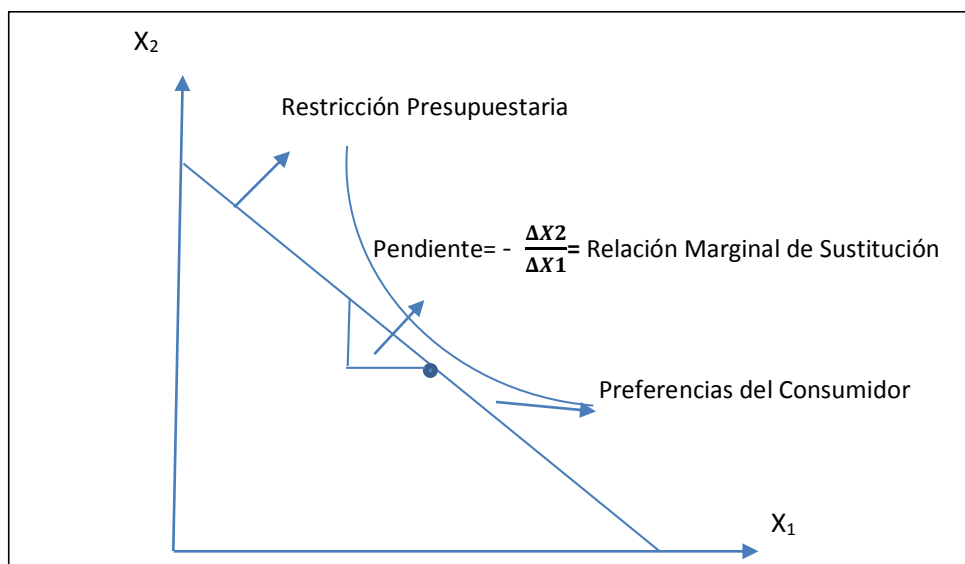 X₂
Restricción Presupuestaria
Pendiente= - ΔX2/ΔX1= Relación Marginal de Sustitución
Preferencias del Consumidor
X₁